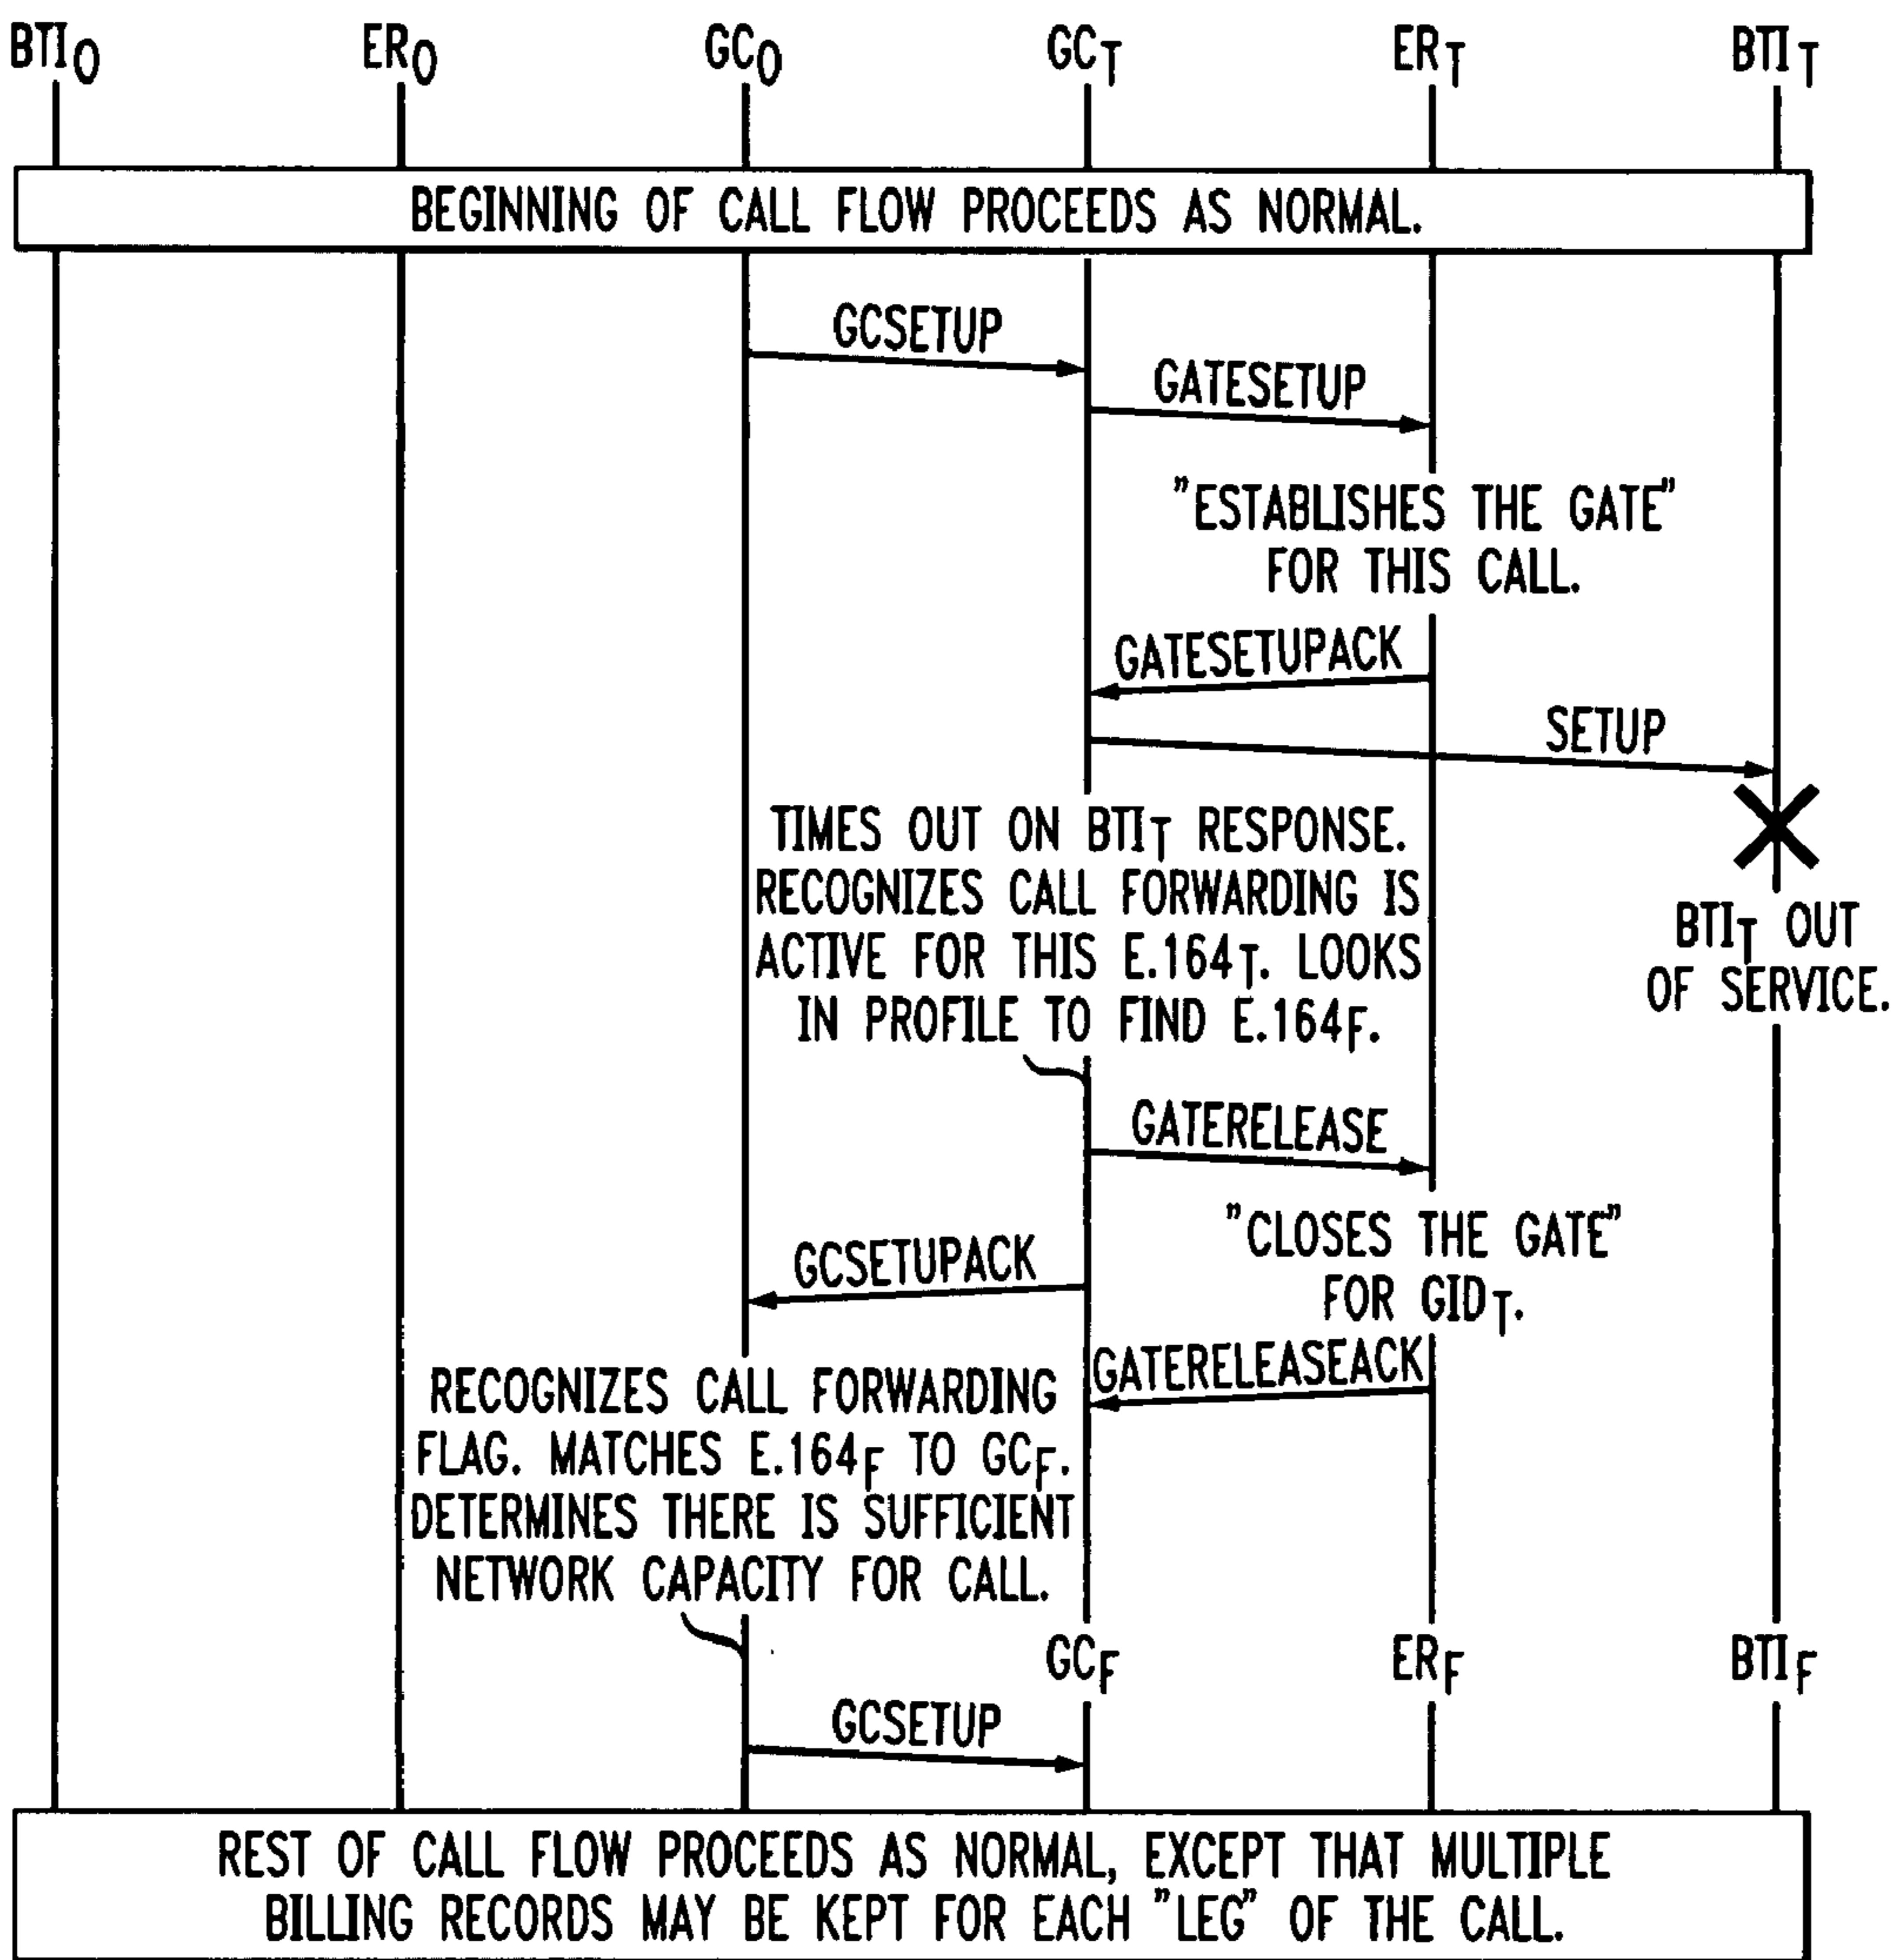 BTIO ERO GCO GCT ERT BTIT
BEGINNING OF CALL FLOW PROCEEDS AS NORMAL.
GCSETUP
GATESETUP
"ESTABLISHES THE GATE"
FOR THIS CALL.
GATESETUPACK
SETUP
TIMES OUT ON BTIT RESPONSE.
RECOGNIZES CALL FORWARDING IS
ACTIVE FOR THIS E.164T. LOOKS
IN PROFILE TO FIND E.164F.
BTIT OUT
OF SERVICE.
GATERELEASE
"CLOSES THE GATE"
FOR GIDT.
GCSETUPACK
GATERELEASEACK
RECOGNIZES CALL FORWARDING
FLAG. MATCHES E.164F TO GCF.
DETERMINES THERE IS SUFFICIENT
NETWORK CAPACITY FOR CALL.
GCF ERF BTIF
GCSETUP
REST OF CALL FLOW PROCEEDS AS NORMAL, EXCEPT THAT MULTIPLE
BILLING RECORDS MAY BE KEPT FOR EACH "LEG" OF THE CALL.